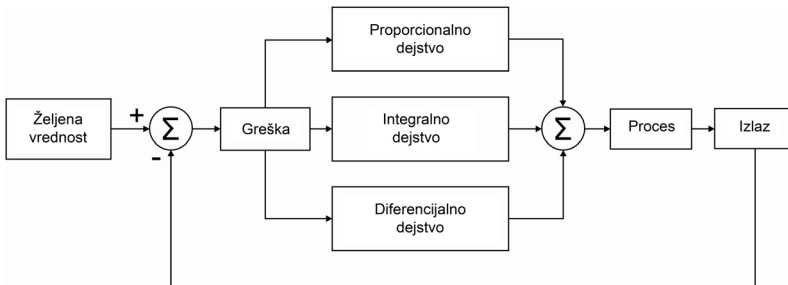 Željena
vrednost
+
Σ
-
Greška
Proporcionalno
dejstvo
Integralno
dejstvo
Diferencijalno
dejstvo
Σ
Proces
Izlaz